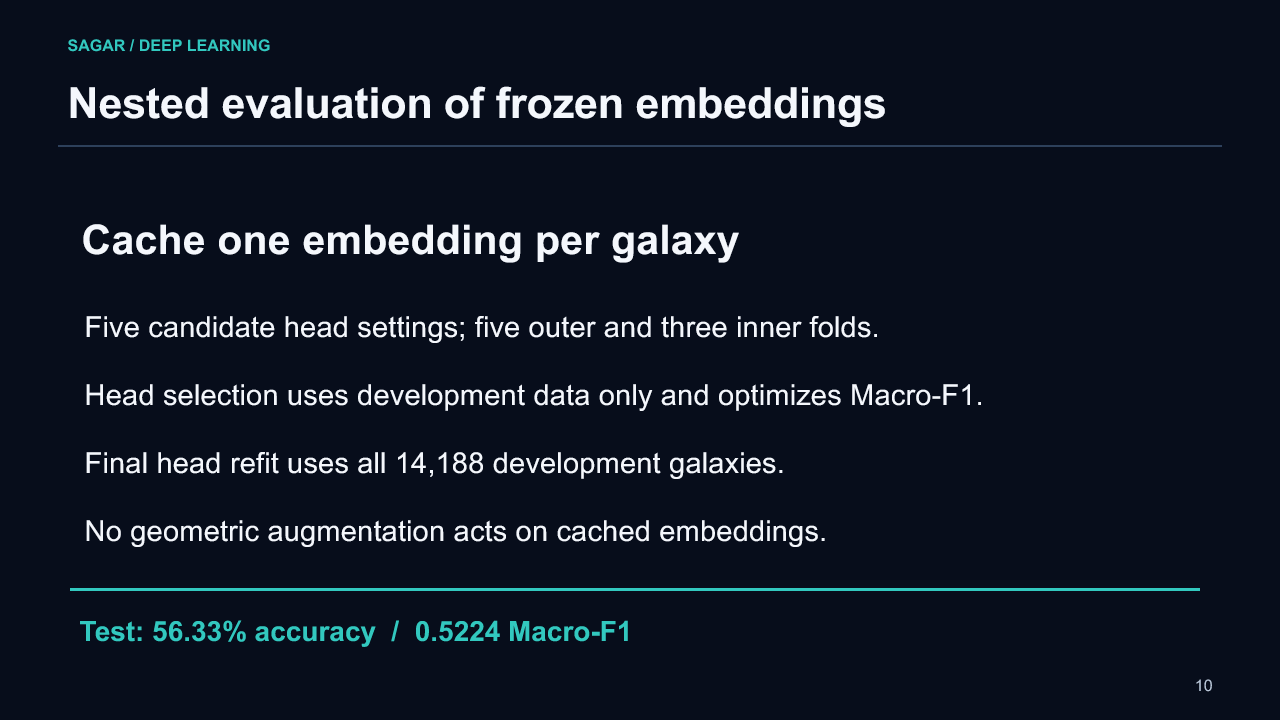 SAGAR / DEEP LEARNING
Nested evaluation of frozen embeddings
Cache one embedding per galaxy
Five candidate head settings; five outer and three inner folds.
Head selection uses development data only and optimizes Macro-F1.
Final head refit uses all 14,188 development galaxies.
No geometric augmentation acts on cached embeddings.
Test: 56.33% accuracy / 0.5224 Macro-F1
10